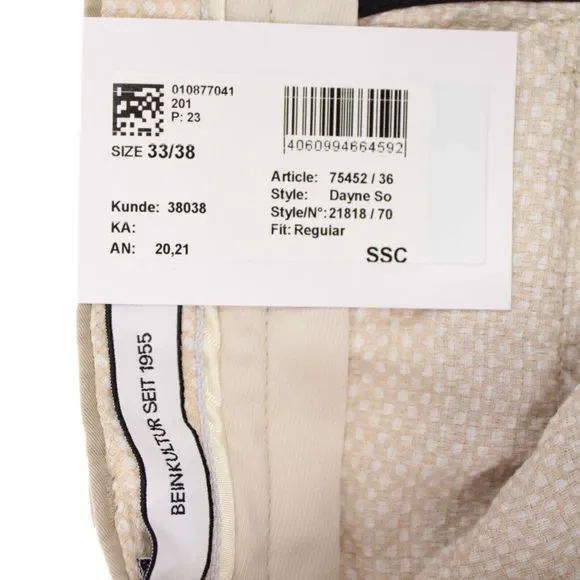 010877041
201
P: 23
SIZE 33/38
4060994664592
Article: 75452 / 36
Style: Dayne So
Style/N°: 21818 / 70
Fit: Regular
Kunde: 38038
KA:
AN: 20,21
SSC
BEINKULTUR SEIT 1955